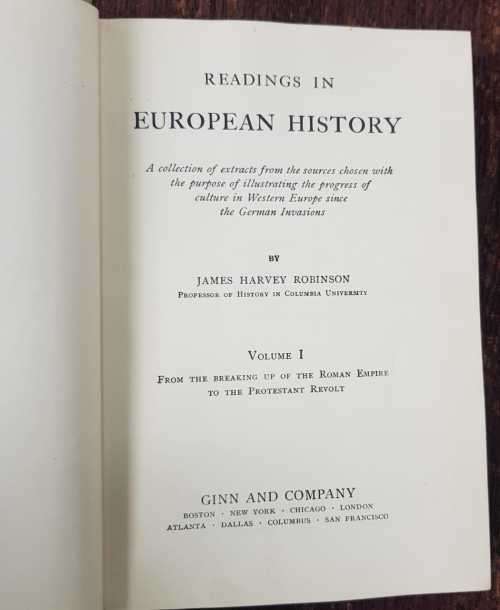 READINGS IN
EUROPEAN HISTORY
A collection of extracts from the sources chosen with
the purpose of illustrating the progress of
culture in Western Europe since
the German Invasions
BY
JAMES HARVEY ROBINSON
PROFESSOR OF HISTORY IN COLUMBIA UNIVERSITY
VOLUME I
FROM THE BREAKING UP OF THE ROMAN EMPIRE
TO THE PROTESTANT REVOLT
GINN AND COMPANY
BOSTON · NEW YORK · CHICAGO · LONDON
ATLANTA · DALLAS · COLUMBUS · SAN FRANCISCO